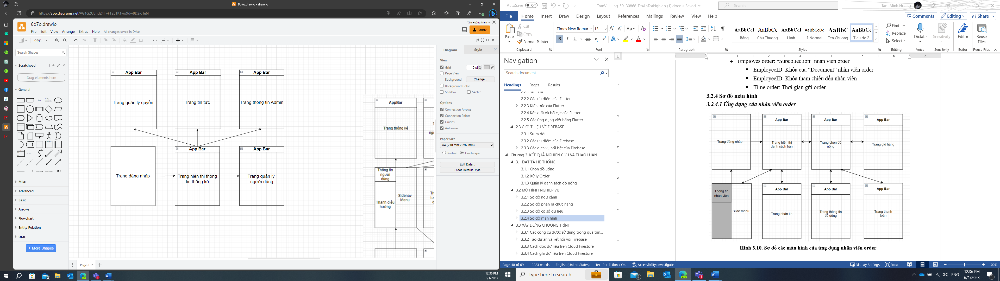 8o7o.drawio - draw.io
https://app.diagrams.net/#G1GZU3hd24l_vFT2E1K1wo9dw8D2igTe6l
8o7o.drawio
Tâm Hoàng Minh
File Edit View Arrange Extras Help All changes saved in Drive
Share
95%
Search Shapes
Scratchpad
Drag elements here
General
Misc
Advanced
Basic
Arrows
Flowchart
Entity Relation
UML
+ More Shapes
App Bar
Trang quản lý quyền
App Bar
Trang tin tức
App Bar
Trang thông tin Admin
Trang đăng nhập
App Bar
Trang hiển thị thông
tin thống kê
App Bar
Trang quản lý
người dùng
AppBar
Trang thống kê
Thông tin
người
dùng
Thanh điều
hướng
Sidenav
Menu
Page-1
Diagram Style
View
Grid 10 pt
Page View
Background Change...
Background Color
Shadow Sketch
Options
Connection Arrows
Connection Points
Guides
Autosave
Paper Size
A4 (210 mm x 297 mm)
Portrait Landscape
Edit Data...
Clear Default Style
12:36 PM
6/1/2023
AutoSave Off
TranVuHung-59130868-DoAnTotNghiep (1).docx • Saved
Search
Tam Minh Hoang
File Home Insert Draw Design Layout References Mailings Review View Help
Comments Editing Share
Paste
Cut
Copy
Format Painter
Clipboard
Times New Roman 13
Font
Paragraph
AaBbCcI AaBbCc AaBbCcI AaBbCcDd AaBbC AaBbCc
Bảng Chu Thuong Hình ¶ Normal Ten Chuong Tieu de 2
Styles
Find
Replace
Select
Editing
Dictate
Voice
Sensitivity
Sensitivity
Editor
Editor
Reuse
Files
Reuse Files
Navigation
Search document
Headings Pages Results
2.2.1 Sự ra đời
2.2.2 Các ưu điểm của Flutter
2.2.3 Kiến trúc của Flutter
2.2.4 Kết xuất và bố cục của Flutter
2.2.5 Các ứng dụng viết bằng Flutter
2.3 GIỚI THIỆU VỀ FIREBASE
2.3.1 Sự ra đời
2.3.2 Các ưu điểm của Firebase
2.3.3 Các dịch vụ nổi bật của Firebase
Chương 3. KẾT QUẢ NGHIÊN CỨU VÀ THẢO LUẬN
3.1 ĐẶT TẢ HỆ THỐNG
3.1.1 Chọn đồ uống
3.1.2 Xử lý Order
3.1.3 Quản lý danh sách đồ uống
3.2 MÔ HÌNH NGHIỆP VỤ
3.2.1 Sơ đồ ngữ cảnh
3.2.2 Sơ đồ phân rã chức năng
3.2.3 Sơ đồ cơ sở dữ liệu
3.2.4 Sơ đồ màn hình
3.3 XÂY DỰNG CHƯƠNG TRÌNH
3.3.1 Các công cụ được sử dụng trong quá trìn...
3.3.2 Tạo dự án và kết nối với Firebase
3.3.3 Cách đọc dữ liệu trên Cloud Firestore
3.3.4 Cách ghi dữ liệu trên Cloud Firestore
+ Employes order: “Subcollection” nhân viên order
▪ EmployeeID: Khóa của “Document” nhân viên order
▪ EmployeeID: Khóa tham chiếu đến nhân viên
▪ Time order: Thời gian gửi order
3.2.4 Sơ đồ màn hình
3.2.4.1 Ứng dụng của nhân viên order
Trang đăng nhập
App Bar
Trang hiện thị
danh sách bàn
App Bar
Trang chọn đồ
uống
App Bar
Trang giỏ hàng
Thông tin
nhân viên
Slide menu
App Bar
Trang nhắn tin
App Bar
Trang thông tin
đồ uống
App Bar
Trang thanh
toán
Hình 3.10. Sơ đồ các màn hình của ứng dụng nhân viên order
Page 40 of 69 12223 words English (United States) Text Predictions: On Accessibility: Investigate
Display Settings Focus 100%
Type here to search
ENG
12:36 PM
6/1/2023